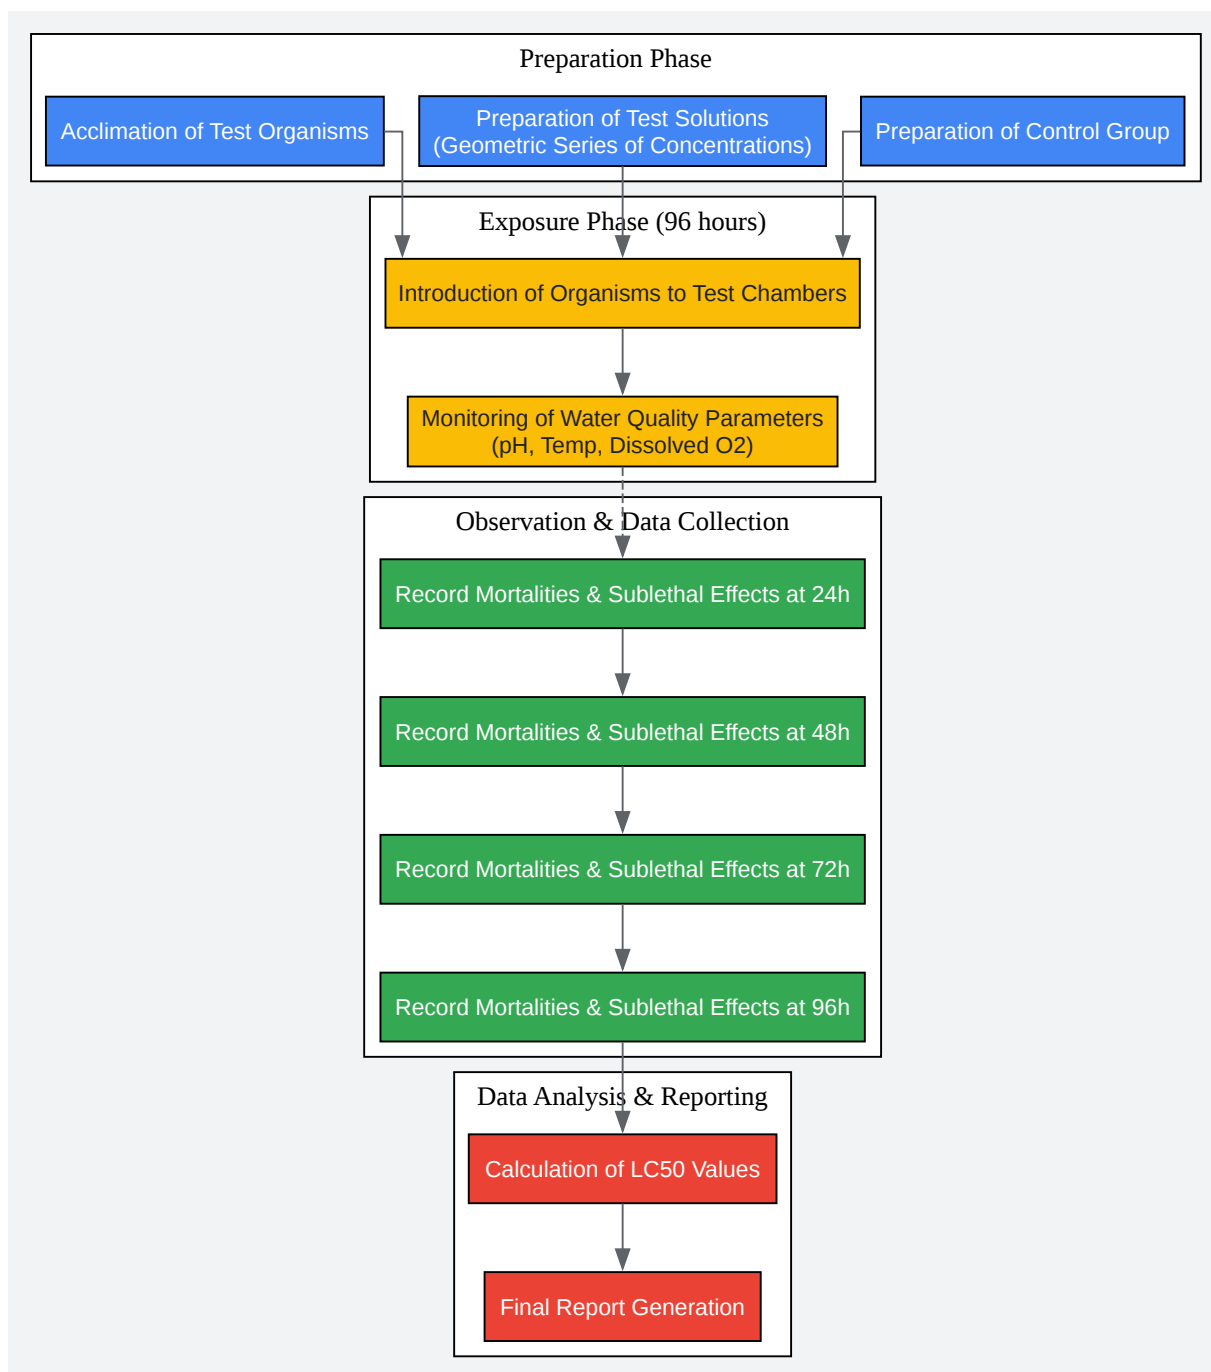 Preparation Phase
Acclimation of Test Organisms
Preparation of Test Solutions
(Geometric Series of Concentrations)
Preparation of Control Group
Exposure Phase (96 hours)
Introduction of Organisms to Test Chambers
Monitoring of Water Quality Parameters
(pH, Temp, Dissolved O2)
Observation & Data Collection
Record Mortalities & Sublethal Effects at 24h
Record Mortalities & Sublethal Effects at 48h
Record Mortalities & Sublethal Effects at 72h
Record Mortalities & Sublethal Effects at 96h
Data Analysis & Reporting
Calculation of LC50 Values
Final Report Generation